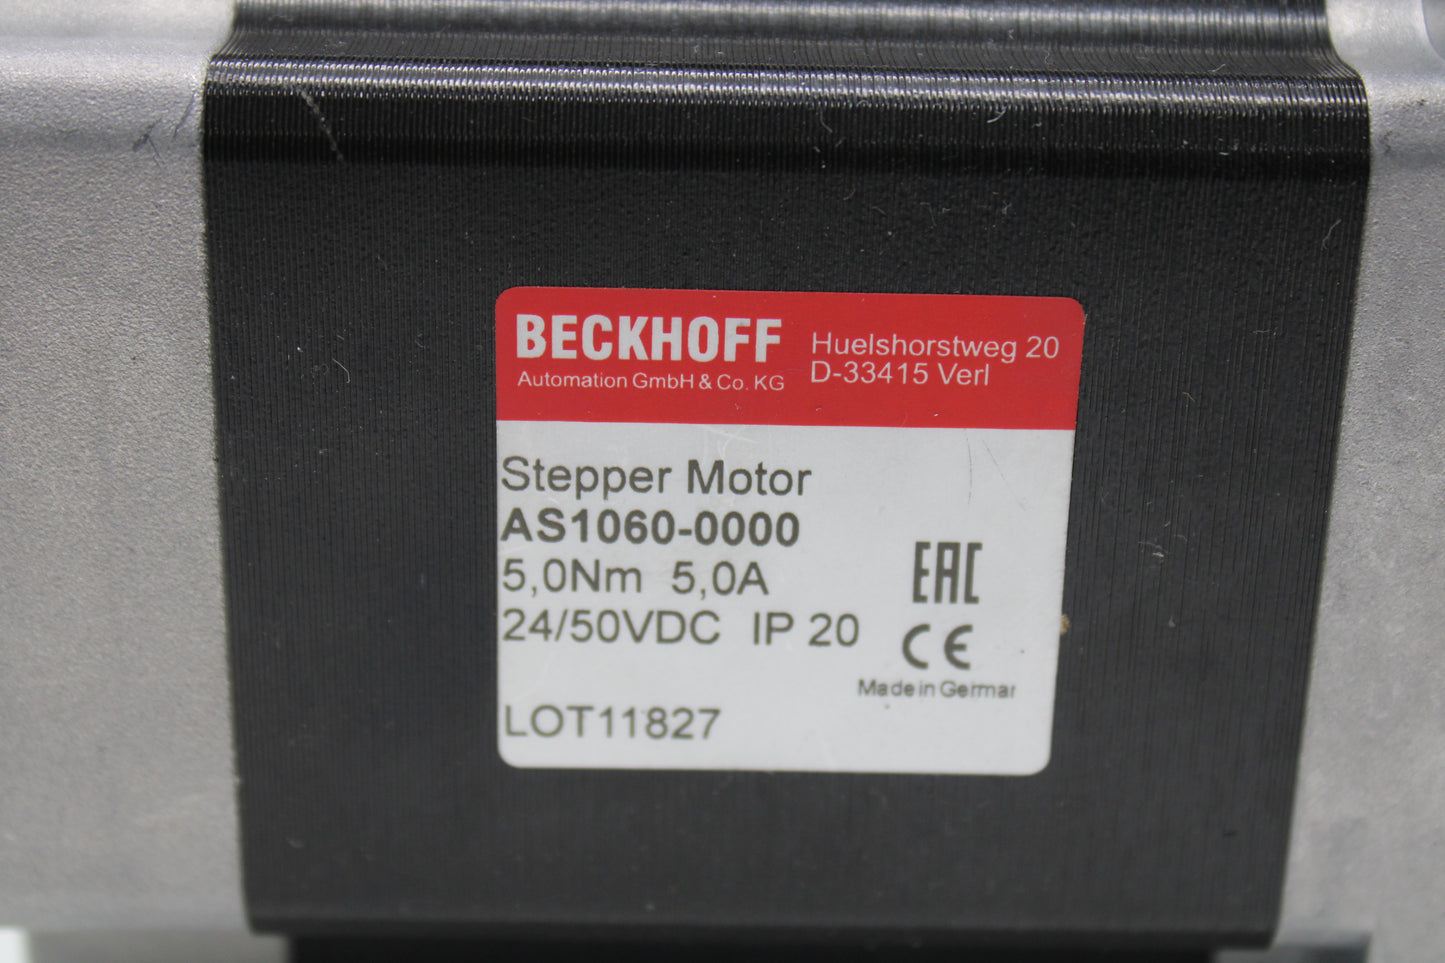 BECKHOFF
Automation GmbH & Co. KG
Huelshorstweg 20
D-33415 Verl
Stepper Motor
AS1060-0000
5,0Nm 5,0A
24/50VDC IP 20
EAC
CE
Made in German
LOT11827